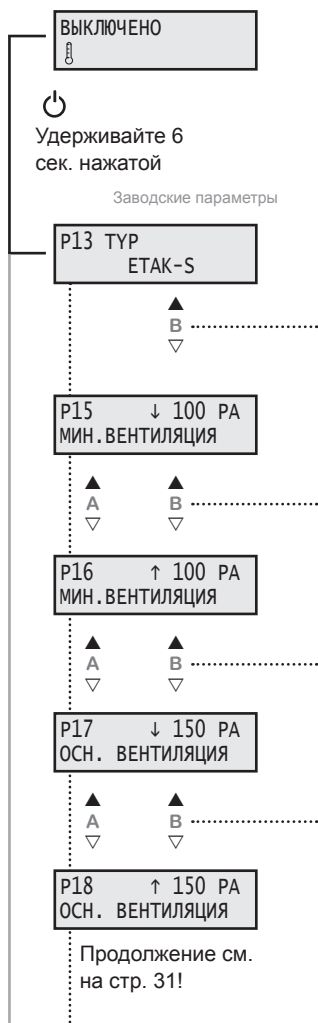 ВЫКЛЮЧЕНО
Удерживайте 6
сек. нажатой
Заводские параметры
P13 TYP
ETAK-S
▲
B
▽
P15 ↓ 100 PA
МИН.ВЕНТИЛЯЦИЯ
▲ ▲
A B
▽ ▽
P16 ↑ 100 PA
МИН.ВЕНТИЛЯЦИЯ
▲ ▲
A B
▽ ▽
P17 ↓ 150 PA
ОСН. ВЕНТИЛЯЦИЯ
▲ ▲
A B
▽ ▽
P18 ↑ 150 PA
ОСН. ВЕНТИЛЯЦИЯ
Продолжение см.
на стр. 31!